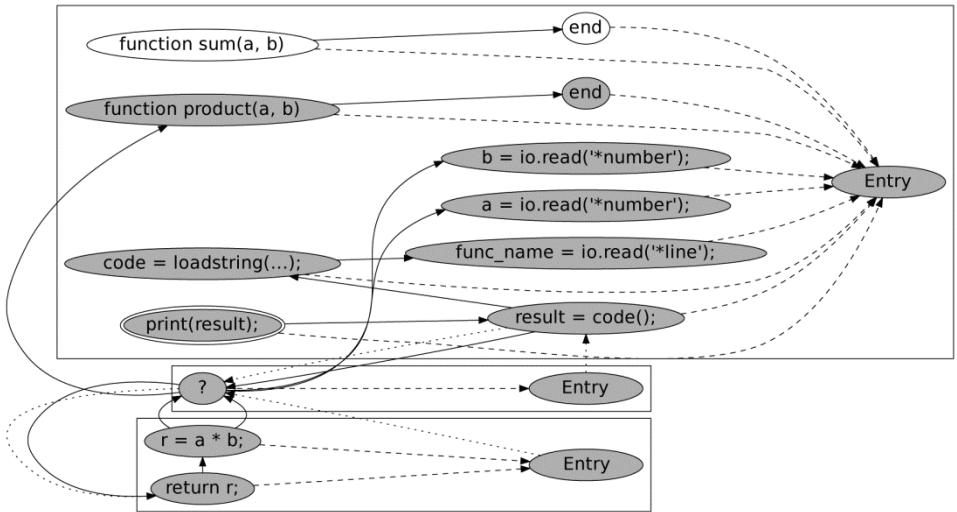 function sum(a, b)
end
function product(a, b)
end
b = io.read('*number');
Entry
a = io.read('*number');
func_name = io.read('*line');
code = loadstring(...);
result = code();
print(result);
?
Entry
r = a * b;
Entry
return r;